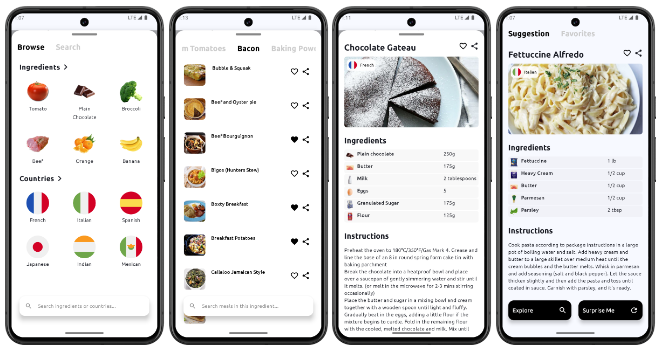 :07
LTE
Browse
Search
Ingredients >
Tomato
Plain
Chocolate
Broccoli
Beef
Orange
Banana
Countries >
French
Italian
Spanish
Japanese
Indian
Mexican
Search ingredients or countries...
:13
LTE
m Tomatoes
Bacon
Baking Powd
Bubble & Squeak
Beef and Oyster pie
Beef Bourguignon
Bigos (Hunters Stew)
Boxty Breakfast
Breakfast Potatoes
Callaloo Jamaican Style
Search meals in this ingredient...
:11
LTE
Chocolate Gateau
French
Ingredients
Plain chocolate 250g
Butter 175g
Milk 2 tablespoons
Eggs 5
Granulated Sugar 175g
Flour 125g
Instructions
Preheat the oven to 180°C/350°F/Gas Mark 4. Grease and
line the base of an 8 in round spring form cake tin with
baking parchment
Break the chocolate into a heatproof bowl and place
over a saucepan of gently simmering water and stir until
it melts. (or melt in the microwave for 2-3 mins stirring
occasionally)
Place the butter and sugar in a mixing bowl and cream
together with a wooden spoon until light and fluffy.
Gradually beat in the eggs, adding a little flour if the
mixture begins to curdle. Fold in the remaining flour
with the cooled, melted chocolate and milk. Mix until
:07
LTE
Suggestion
Favorites
Fettuccine Alfredo
Italian
Ingredients
Fettuccine 1 lb
Heavy Cream 1/2 cup
Butter 1/2 cup
Parmesan 1/2 cup
Parsley 2 tbsp
Instructions
Cook pasta according to package instructions in a large
pot of boiling water and salt. Add heavy cream and
butter to a large skillet over medium heat until the
cream bubbles and the butter melts. Whisk in parmesan
and add seasoning (salt and black pepper). Let the sauce
thicken slightly and then add the pasta and toss until
coated in sauce. Garnish with parsley, and it's ready.
Explore
Surprise Me